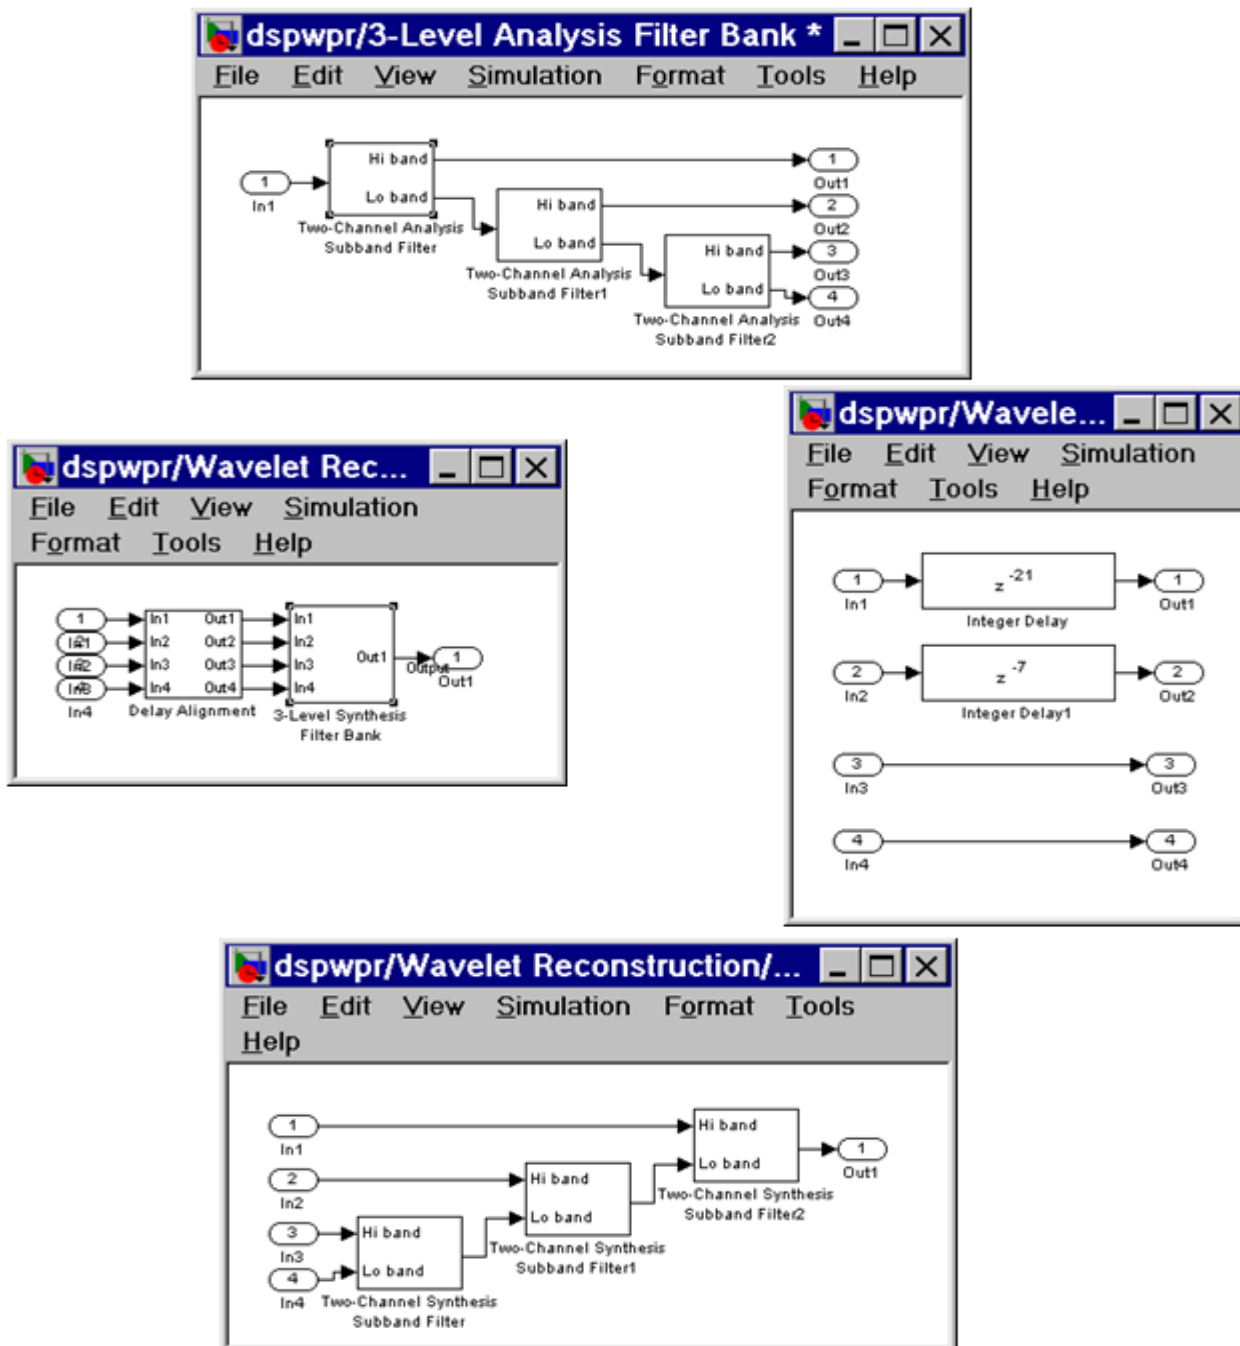 dspwpr/3-Level Analysis Filter Bank *
File Edit View Simulation Format Tools Help
1
In1
Hi band
Lo band
Two-Channel Analysis
Subband Filter
Hi band
Lo band
Two-Channel Analysis
Subband Filter1
Hi band
Lo band
Two-Channel Analysis
Subband Filter2
1
Out1
2
Out2
3
Out3
4
Out4
dspwpr/Wavelet Rec...
File Edit View Simulation
Format Tools Help
1
In1
In2
In3
In4
In1 Out1
In2 Out2
In3 Out3
In4 Out4
Delay Alignment
In1
In2
In3
In4
Out1
3-Level Synthesis
Filter Bank
Output
1
Out1
dspwpr/Wavele...
File Edit View Simulation
Format Tools Help
1
In1
z -21
Integer Delay
1
Out1
2
In2
z -7
Integer Delay1
2
Out2
3
In3
3
Out3
4
In4
4
Out4
dspwpr/Wavelet Reconstruction/...
File Edit View Simulation Format Tools
Help
1
In1
2
In2
3
In3
4
In4
Hi band
Lo band
Two-Channel Synthesis
Subband Filter
Hi band
Lo band
Two-Channel Synthesis
Subband Filter1
Hi band
Lo band
Two-Channel Synthesis
Subband Filter2
1
Out1